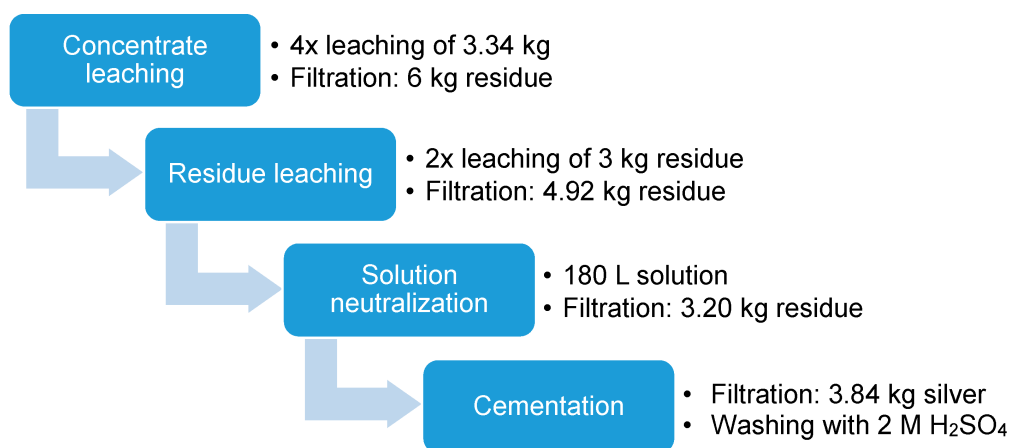 Concentrate
leaching
• 4x leaching of 3.34 kg
• Filtration: 6 kg residue
Residue leaching
• 2x leaching of 3 kg residue
• Filtration: 4.92 kg residue
Solution
neutralization
• 180 L solution
• Filtration: 3.20 kg residue
Cementation
• Filtration: 3.84 kg silver
• Washing with 2 M H₂SO₄